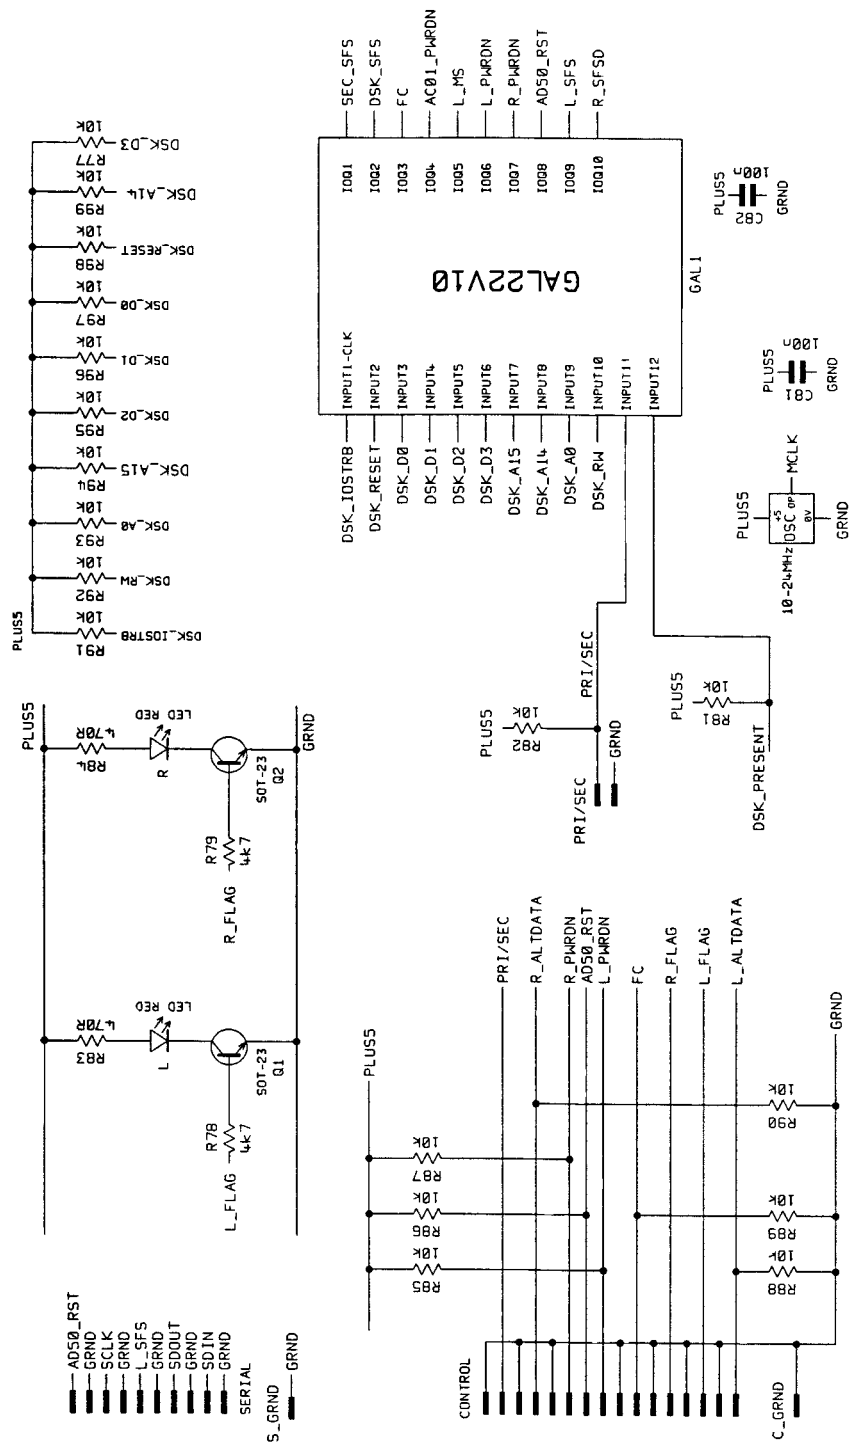 PLUS5
R91 10k DSK_IOSTRB
R92 10k DSK_RW
R93 10k DSK_A0
R94 10k DSK_A15
R95 10k DSK_D2
R96 10k DSK_D1
R97 10k DSK_D0
R98 10k DSK_RESET
R99 10k DSK_A14
R77 10k DSK_D3
PLUS5
R83
470R
L
LED RED
SOT-23
Q1
R78
4k7
L_FLAG
R84
470R
R
LED RED
SOT-23
Q2
R79
4k7
R_FLAG
GRND
AD50_RST
GRND
SCLK
GRND
L_SFS
GRND
SDOUT
GRND
SDIN
GRND
SERIAL
S_GRND
GRND
GAL22V10
GAL1
DSK_IOSTRB INPUT1-CLK
DSK_RESET INPUT2
DSK_D0 INPUT3
DSK_D1 INPUT4
DSK_D2 INPUT5
DSK_D3 INPUT6
DSK_A15 INPUT7
DSK_A14 INPUT8
DSK_A0 INPUT9
DSK_RW INPUT10
INPUT11
INPUT12
IOQ1 SEC_SFS
IOQ2 DSK_SFS
IOQ3 FC
IOQ4 AC01_PWRDN
IOQ5 L_MS
IOQ6 L_PWRDN
IOQ7 R_PWRDN
IOQ8 AD50_RST
IOQ9 L_SFS
IOQ10 R_SFSD
PLUS5
C82
100n
GRND
PLUS5
C81
100n
GRND
PLUS5
+5
OSC
OP
0V
MCLK
10-24MHz
GRND
PLUS5
R82
10k
PRI/SEC
PRI/SEC
GRND
PLUS5
R81
10k
DSK_PRESENT
PLUS5
R85
10k
R86
10k
R87
10k
PRI/SEC
R_ALTDATA
R_PWRDN
AD50_RST
L_PWRDN
FC
R_FLAG
L_FLAG
L_ALTDATA
R88
10k
R89
10k
R90
10k
GRND
CONTROL
C_GRND